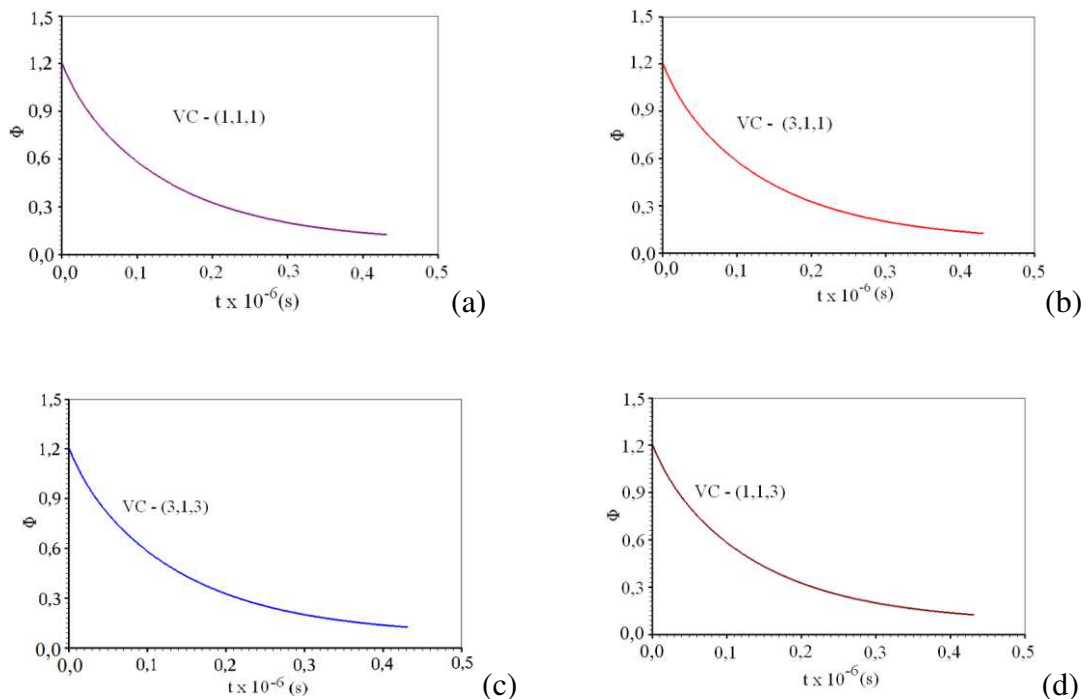 1,5
1,2
0,9
0,6
0,3
0,0
Φ
VC - (1,1,1)
0,0 0,1 0,2 0,3 0,4 0,5
t x 10⁻⁶(s)
(a)
1,5
1,2
0,9
0,6
0,3
0,0
Φ
VC - (3,1,1)
0,0 0,1 0,2 0,3 0,4 0,5
t x 10⁻⁶(s)
(b)
1,5
1,2
0,9
0,6
0,3
0,0
Φ
VC - (3,1,3)
0,0 0,1 0,2 0,3 0,4 0,5
t x 10⁻⁶ (s)
(c)
1,5
1,2
0,9
0,6
0,3
0,0
Φ
VC - (1,1,3)
0,0 0,1 0,2 0,3 0,4 0,5
t x 10⁻⁶ (s)
(d)